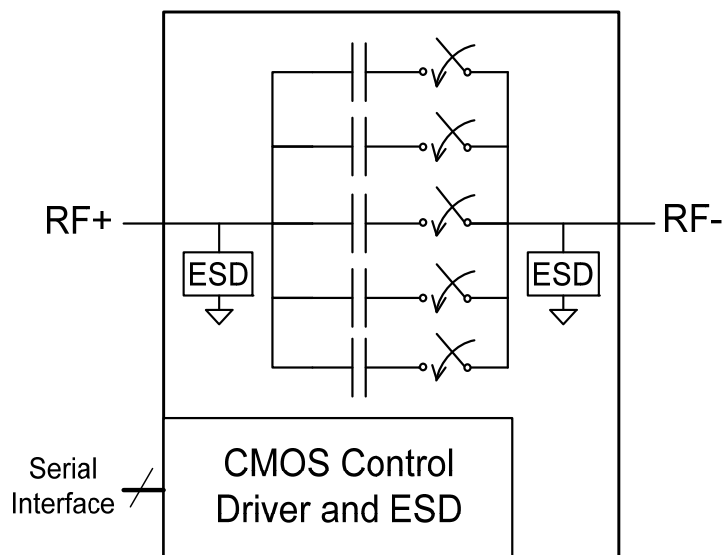 RF+
RF-
ESD
ESD
Serial
Interface
CMOS Control
Driver and ESD